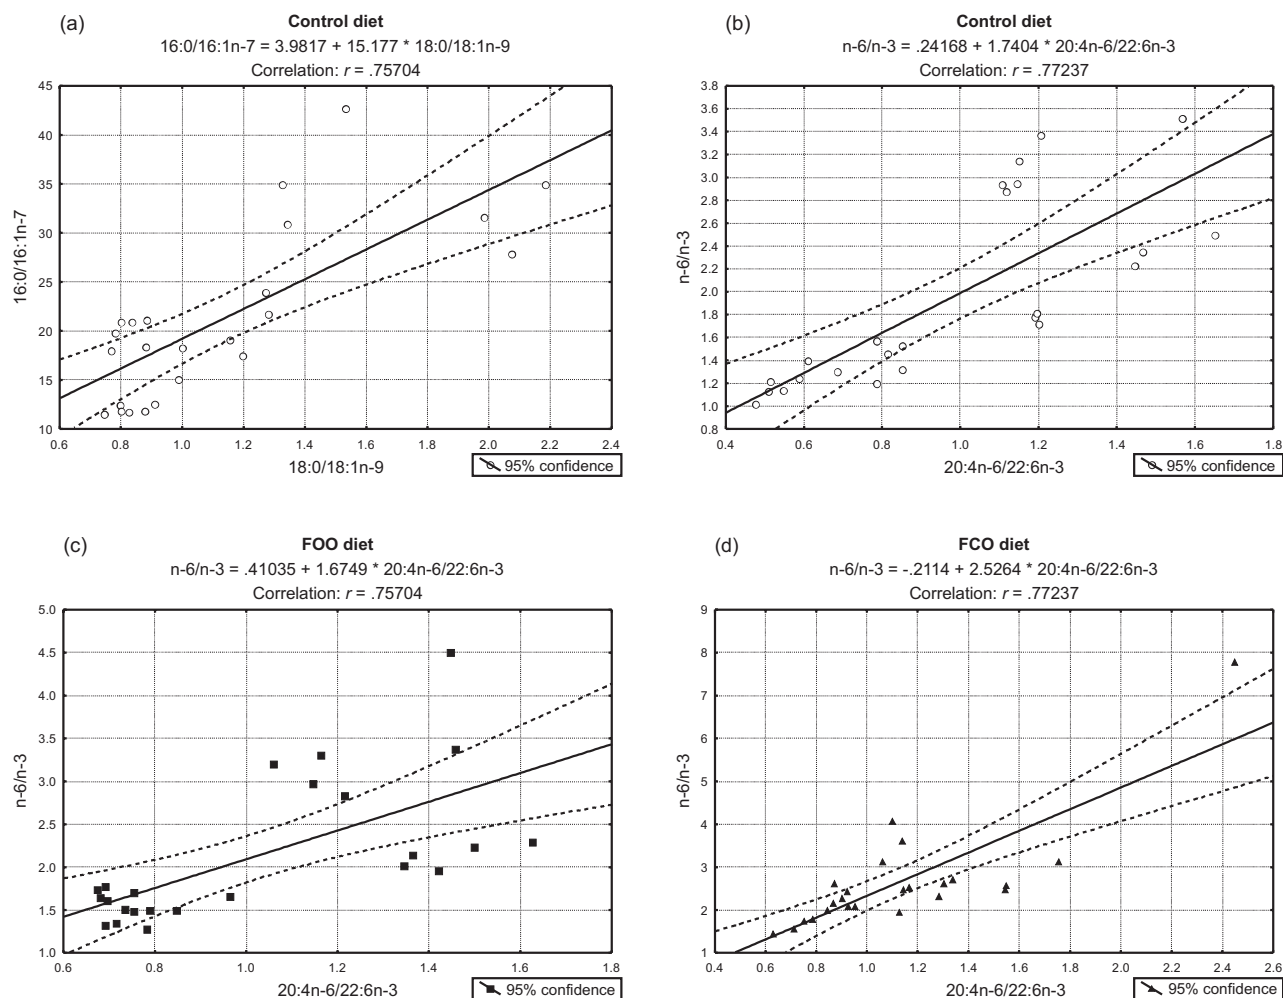 (a)
Control diet
16:0/16:1n-7 = 3.9817 + 15.177 * 18:0/18:1n-9
Correlation: r = .75704
45
40
35
30
25
20
15
10
16:0/16:1n-7
0.6 0.8 1.0 1.2 1.4 1.6 1.8 2.0 2.2 2.4
18:0/18:1n-9
95% confidence
(b)
Control diet
n-6/n-3 = .24168 + 1.7404 * 20:4n-6/22:6n-3
Correlation: r = .77237
3.8
3.6
3.4
3.2
3.0
2.8
2.6
2.4
2.2
2.0
1.8
1.6
1.4
1.2
1.0
0.8
n-6/n-3
0.4 0.6 0.8 1.0 1.2 1.4 1.6 1.8
20:4n-6/22:6n-3
95% confidence
(c)
FOO diet
n-6/n-3 = .41035 + 1.6749 * 20:4n-6/22:6n-3
Correlation: r = .75704
5.0
4.5
4.0
3.5
3.0
2.5
2.0
1.5
1.0
n-6/n-3
0.6 0.8 1.0 1.2 1.4 1.6 1.8
20:4n-6/22:6n-3
95% confidence
(d)
FCO diet
n-6/n-3 = -.2114 + 2.5264 * 20:4n-6/22:6n-3
Correlation: r = .77237
9
8
7
6
5
4
3
2
1
n-6/n-3
0.4 0.6 0.8 1.0 1.2 1.4 1.6 1.8 2.0 2.2 2.4 2.6
20:4n-6/22:6n-3
95% confidence